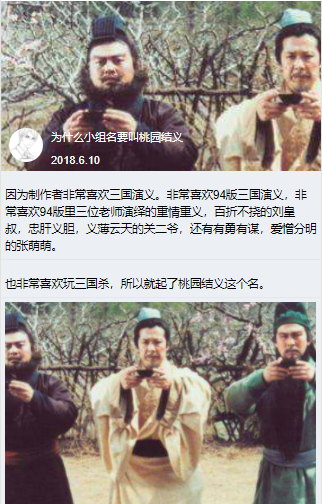 为什么小组名要叫桃园结义
2018.6.10
因为制作者非常喜欢三国演义。非常喜欢94版三国演义，非
常喜欢94版里三位老师演绎的重情重义，百折不挠的刘皇
叔，忠肝义胆，义薄云天的关二爷，还有有勇有谋，爱憎分明
的张萌萌。
也非常喜欢玩三国杀，所以就起了桃园结义这个名。